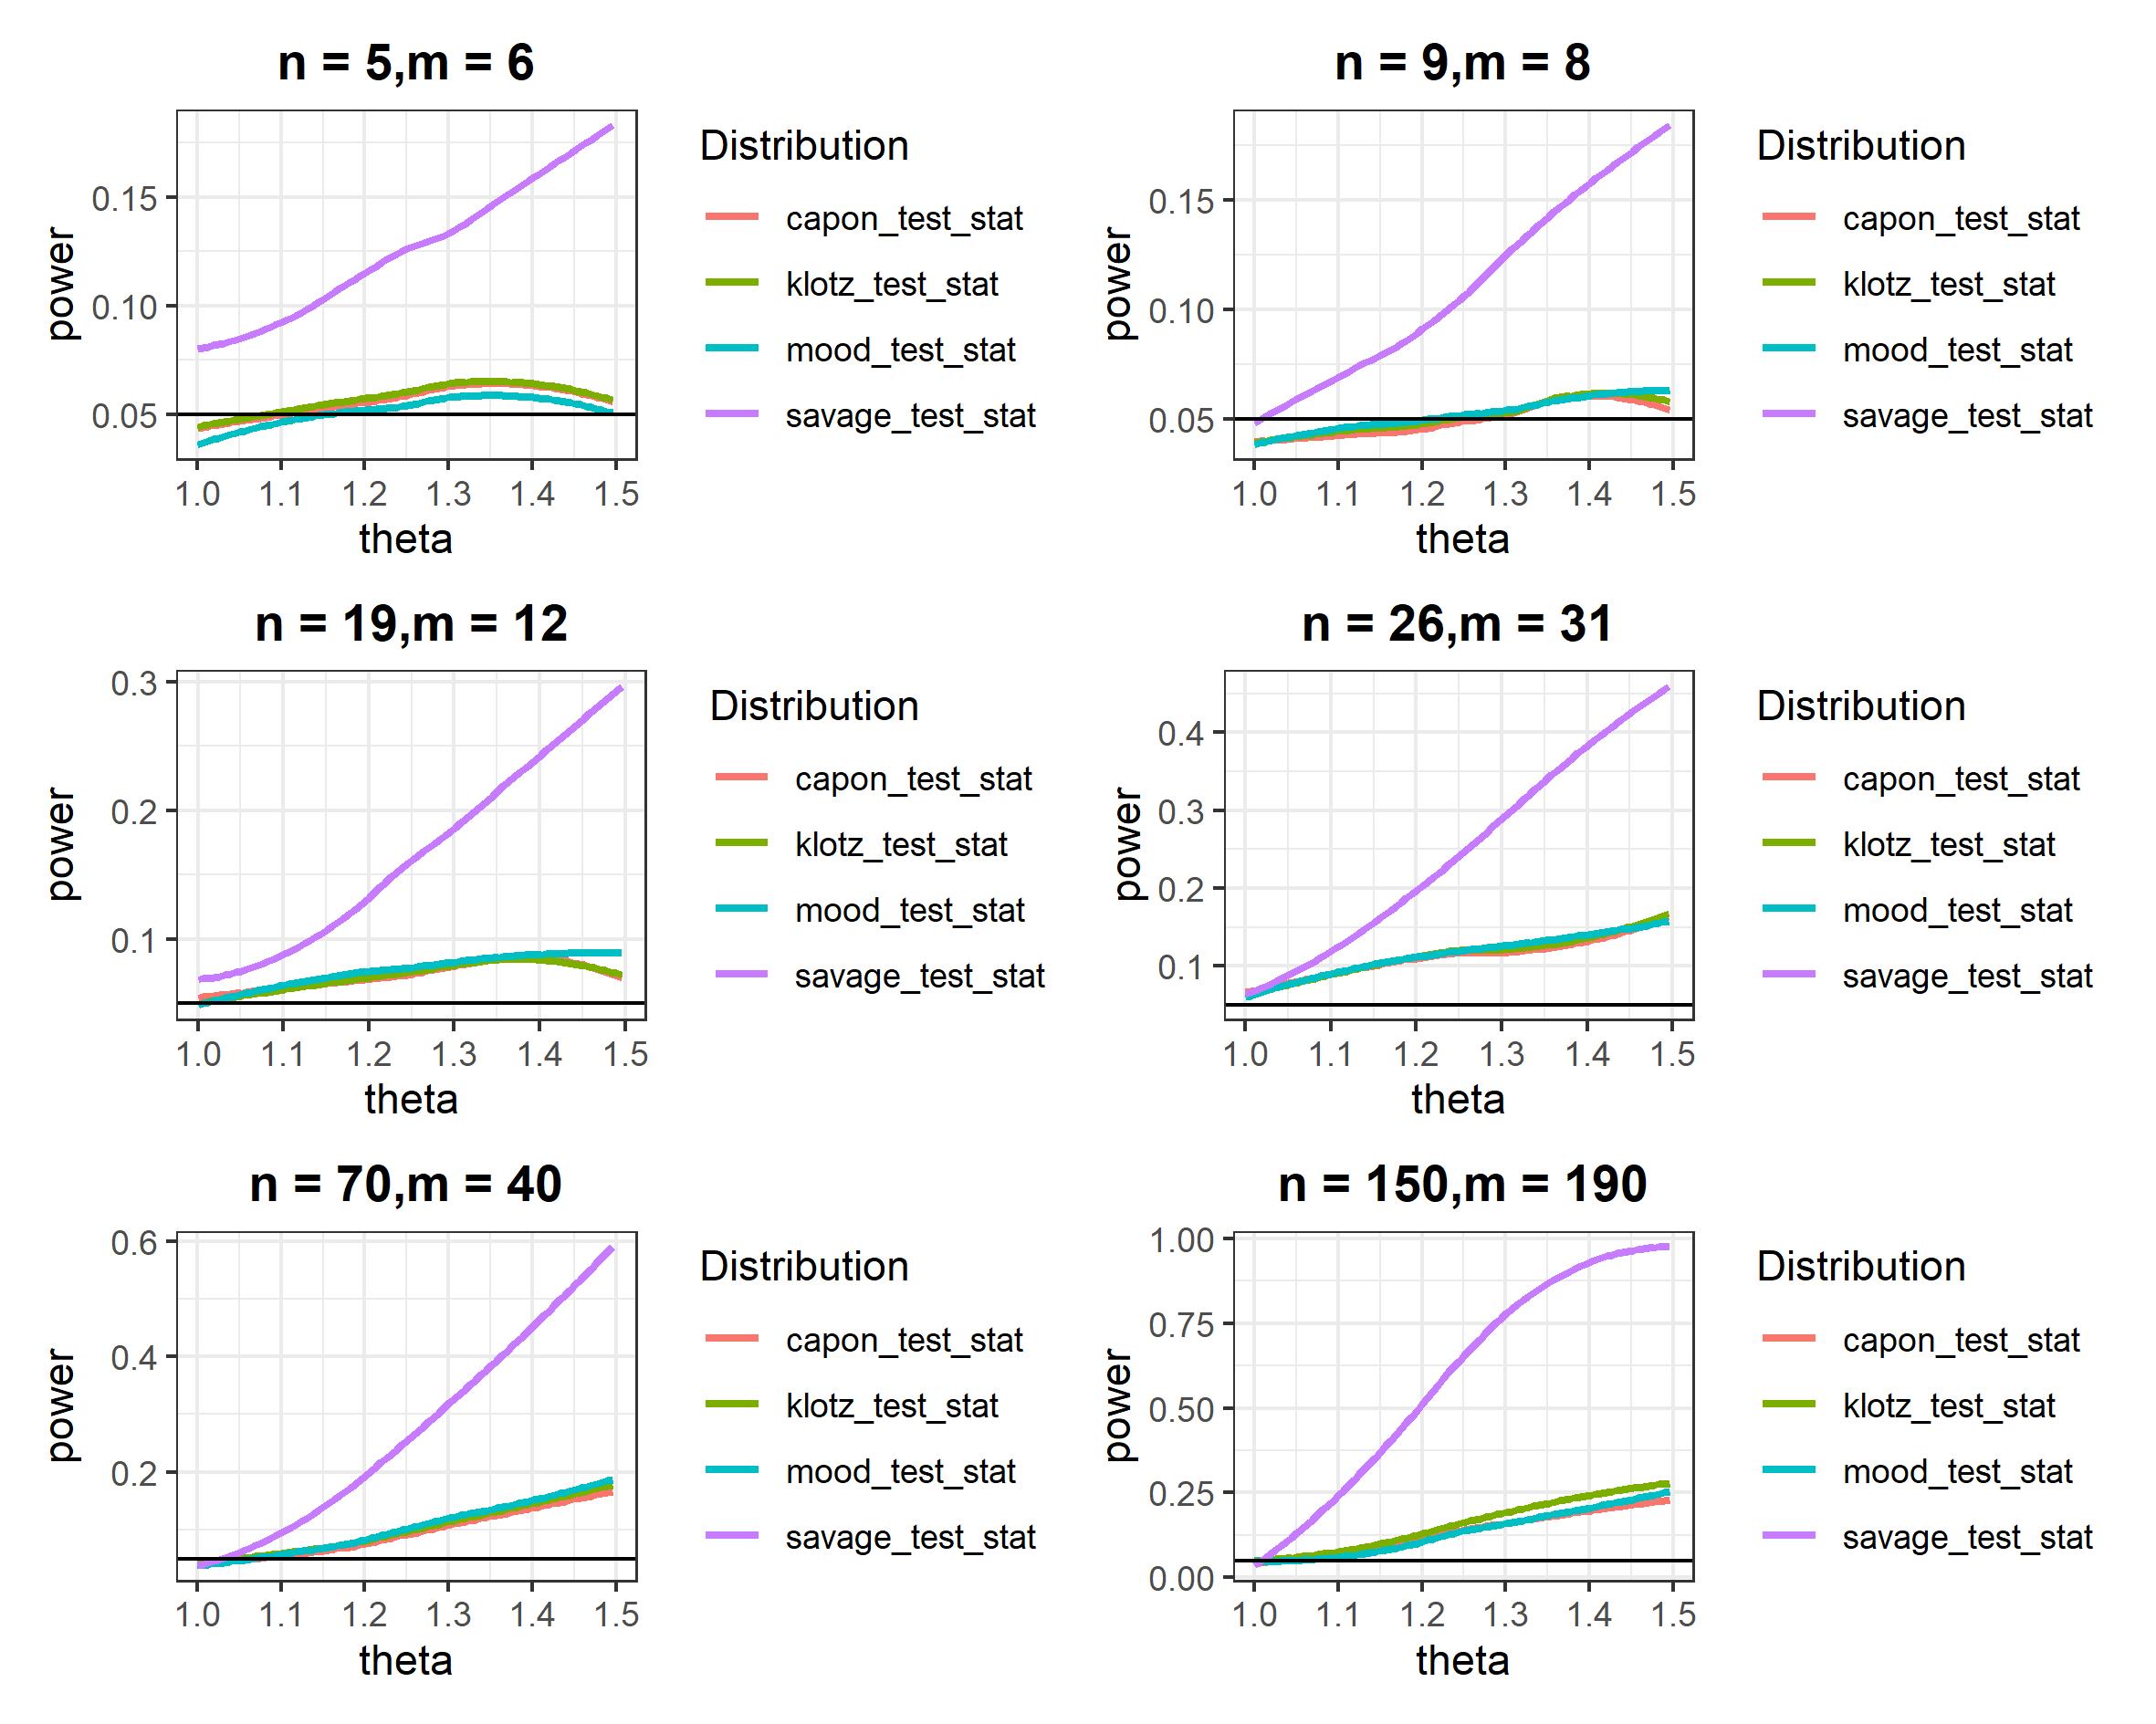 n = 5,m = 6
power
0.15
0.10
0.05
1.0 1.1 1.2 1.3 1.4 1.5
theta
Distribution
capon_test_stat
klotz_test_stat
mood_test_stat
savage_test_stat
n = 9,m = 8
power
0.15
0.10
0.05
1.0 1.1 1.2 1.3 1.4 1.5
theta
Distribution
capon_test_stat
klotz_test_stat
mood_test_stat
savage_test_stat
n = 19,m = 12
power
0.3
0.2
0.1
1.0 1.1 1.2 1.3 1.4 1.5
theta
Distribution
capon_test_stat
klotz_test_stat
mood_test_stat
savage_test_stat
n = 26,m = 31
power
0.4
0.3
0.2
0.1
1.0 1.1 1.2 1.3 1.4 1.5
theta
Distribution
capon_test_stat
klotz_test_stat
mood_test_stat
savage_test_stat
n = 70,m = 40
power
0.6
0.4
0.2
1.0 1.1 1.2 1.3 1.4 1.5
theta
Distribution
capon_test_stat
klotz_test_stat
mood_test_stat
savage_test_stat
n = 150,m = 190
power
1.00
0.75
0.50
0.25
0.00
1.0 1.1 1.2 1.3 1.4 1.5
theta
Distribution
capon_test_stat
klotz_test_stat
mood_test_stat
savage_test_stat